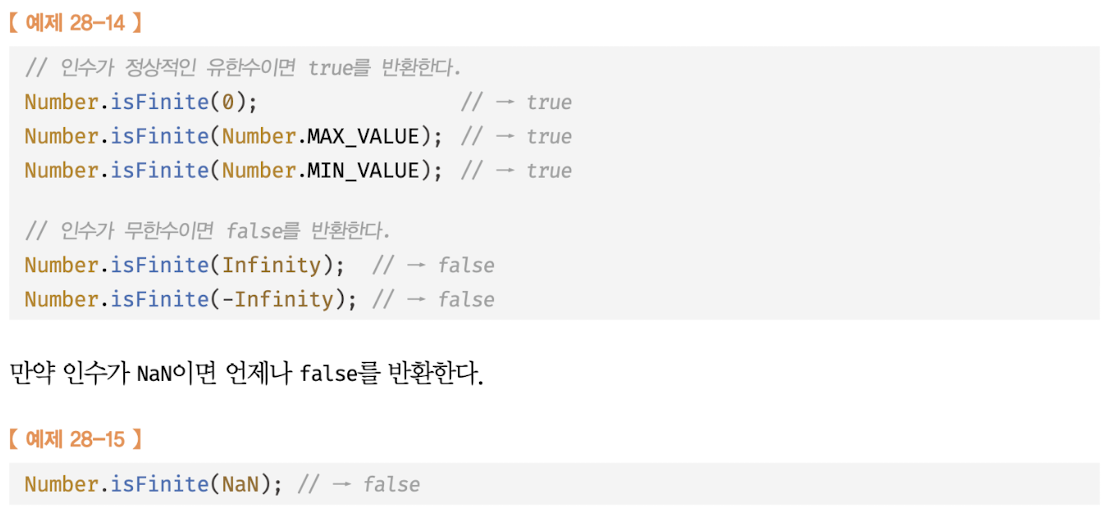 【 예제 28-14 】
// 인수가 정상적인 유한수이면 true를 반환한다.
Number.isFinite(0); // → true
Number.isFinite(Number.MAX_VALUE); // → true
Number.isFinite(Number.MIN_VALUE); // → true
// 인수가 무한수이면 false를 반환한다.
Number.isFinite(Infinity); // → false
Number.isFinite(-Infinity); // → false
만약 인수가 NaN이면 언제나 false를 반환한다.
【 예제 28-15 】
Number.isFinite(NaN); // → false